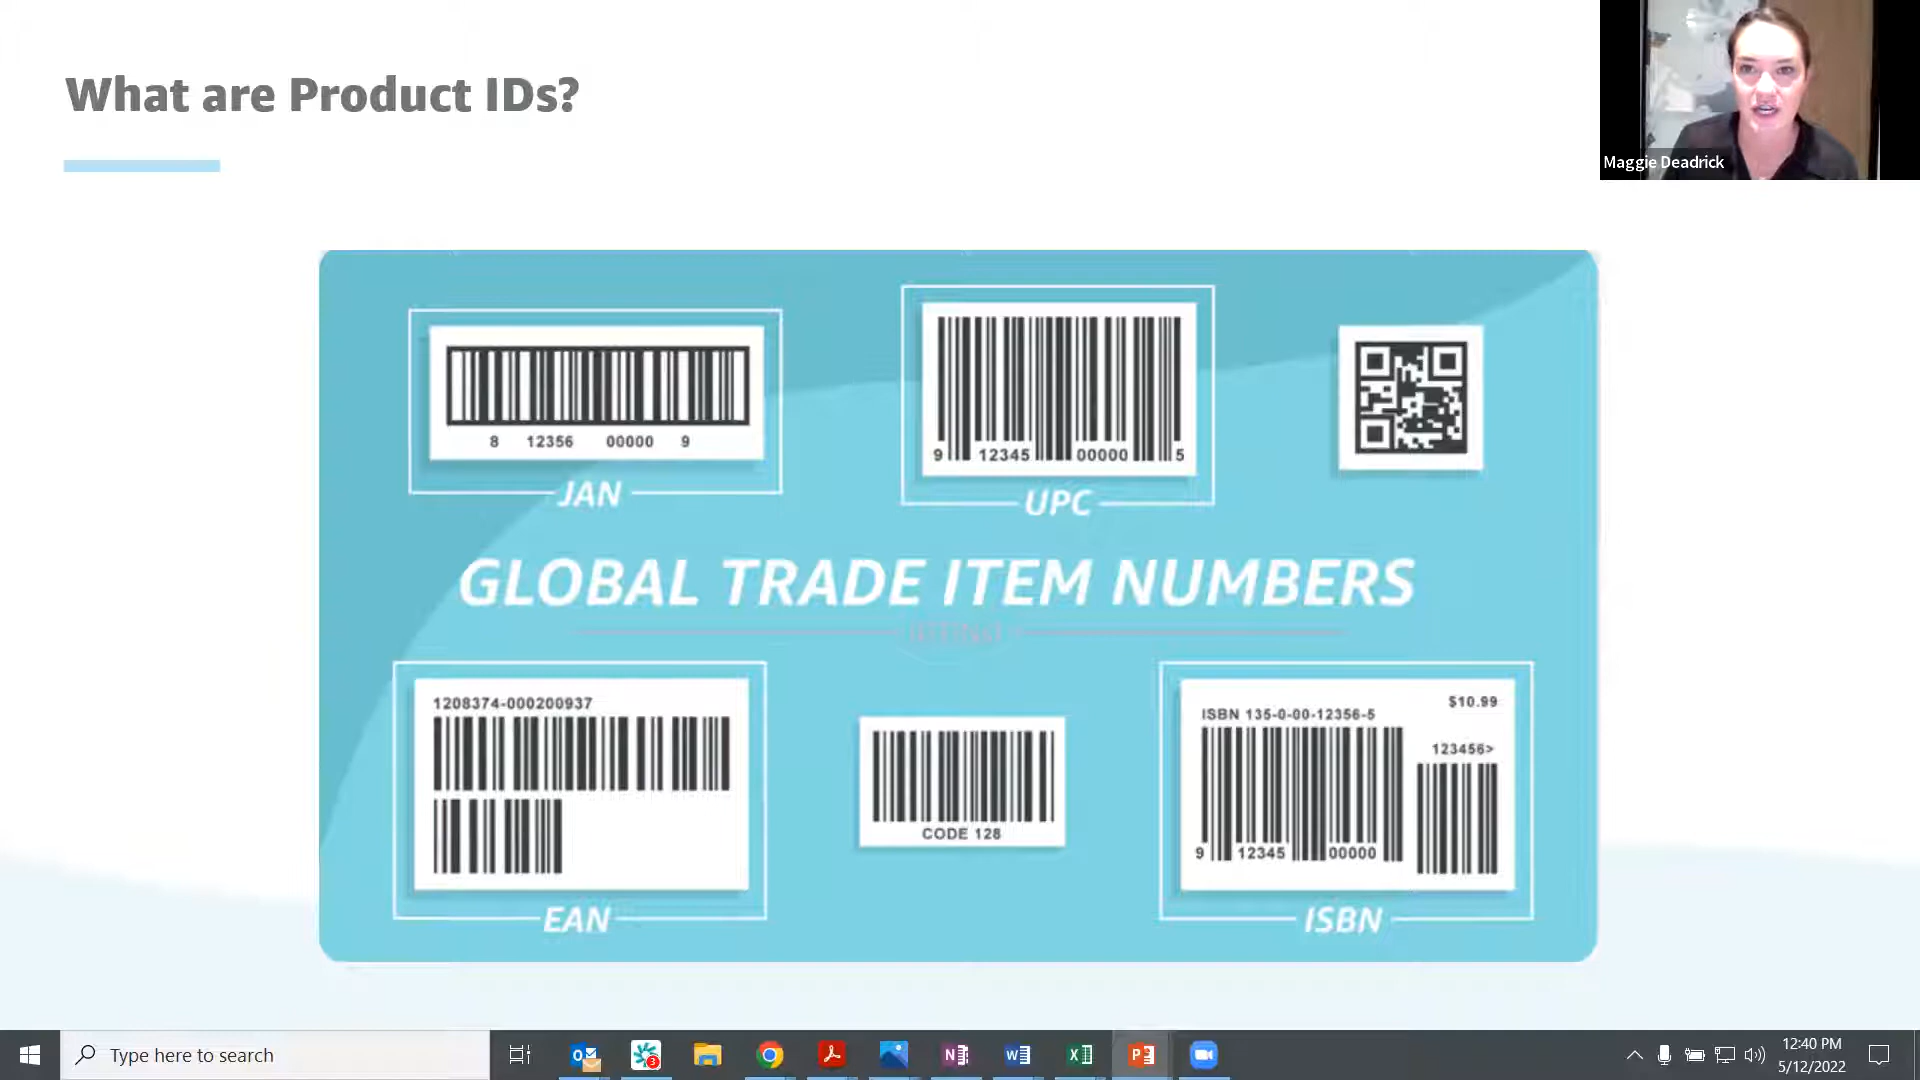 What are Product IDs?
Maggie Deadrick
8 12356 00000 9
JAN
9 12345 00000 5
UPC
GLOBAL TRADE ITEM NUMBERS
1208374-000200937
EAN
CODE 128
$10.99
ISBN 135-0-00-12356-5
123456>
9 12345 00000
ISBN
Type here to search
3
12:40 PM
5/12/2022